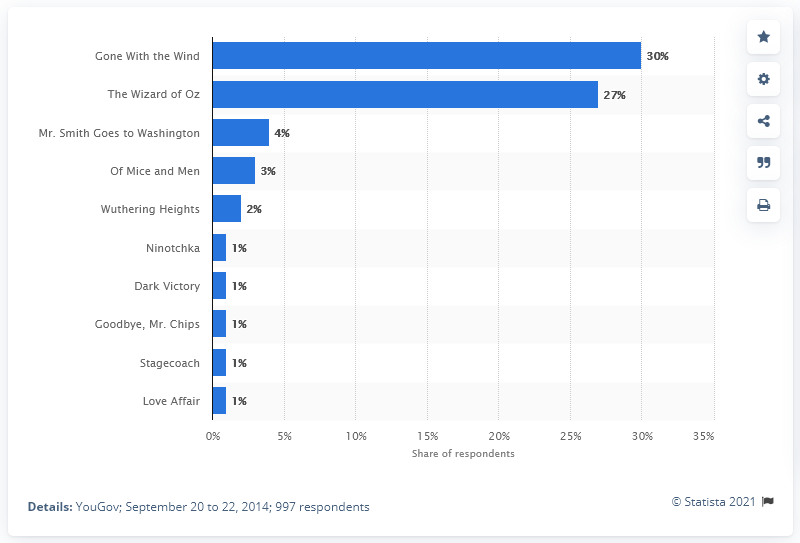 Gone With the Wind 30%
The Wizard of Oz 27%
Mr. Smith Goes to Washington 4%
Of Mice and Men 3%
Wuthering Heights 2%
Ninotchka 1%
Dark Victory 1%
Goodbye, Mr. Chips 1%
Stagecoach 1%
Love Affair 1%
0% 5% 10% 15% 20% 25% 30% 35%
Share of respondents
Details: YouGov; September 20 to 22, 2014; 997 respondents
© Statista 2021